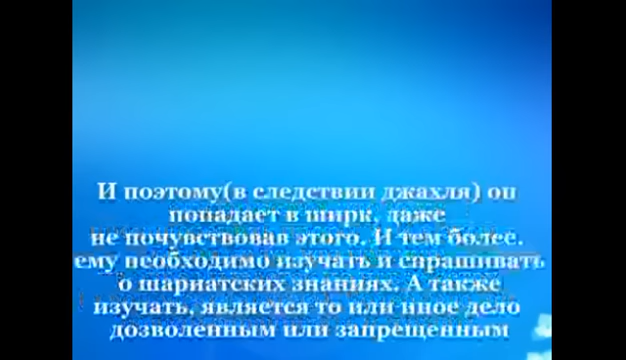 И поэтому(в следствии джахля) он
попадает в ширк, даже
не почувствовав этого. И тем более.
ему необходимо изучать и спрашивать
о шариатских знаниях. А также
изучать, является то или иное дело
дозволенным или запрещенным